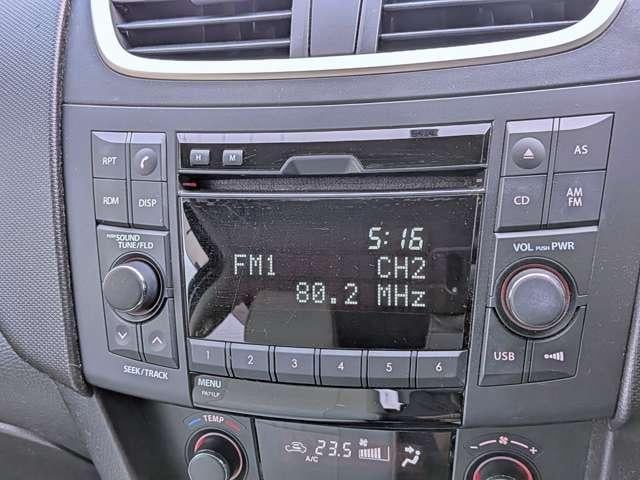 H M
RPT
RDM DISP
PUSH SOUND
TUNE/FLD
SEEK/TRACK
5:16
FM1 CH2
80.2 MHz
1 2 3 4 5 6
MENU
AS
CD AM
FM
VOL PUSH PWR
USB
TEMP
A/C 23.5
- +